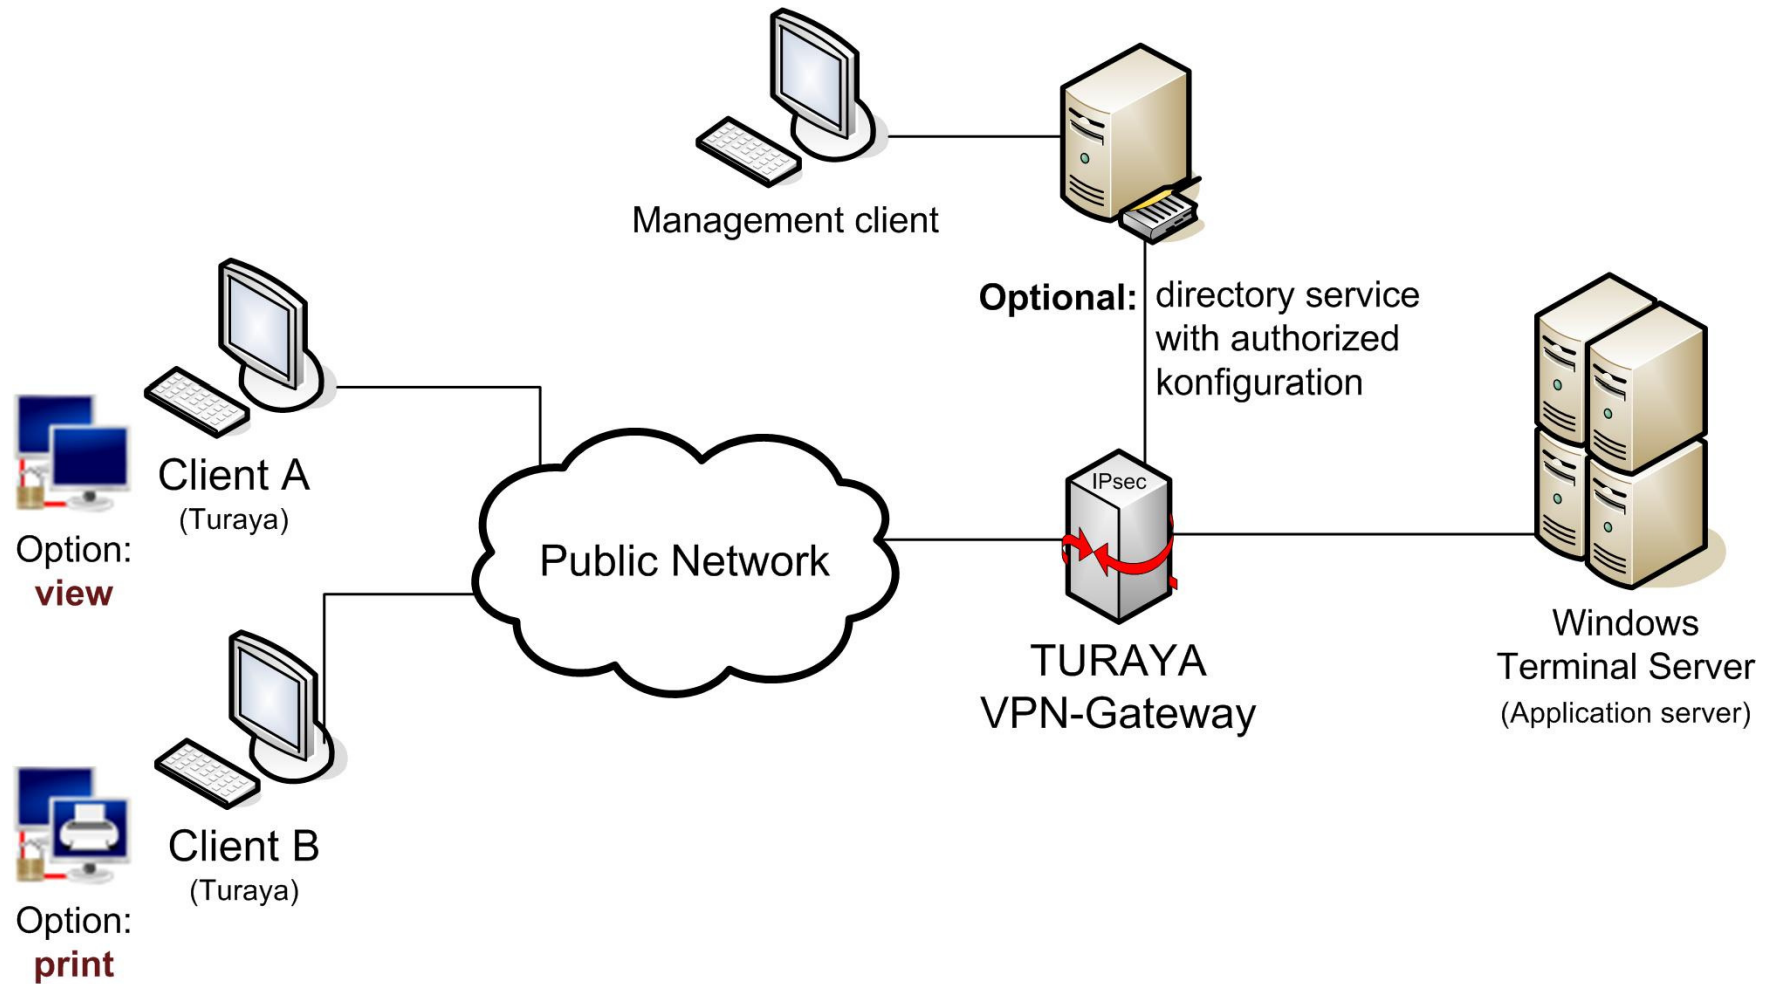 Management client
Optional: directory service
with authorized
konfiguration
Client A
(Turaya)
Option:
view
Public Network
IPsec
TURAYA
VPN-Gateway
Windows
Terminal Server
(Application server)
Client B
(Turaya)
Option:
print